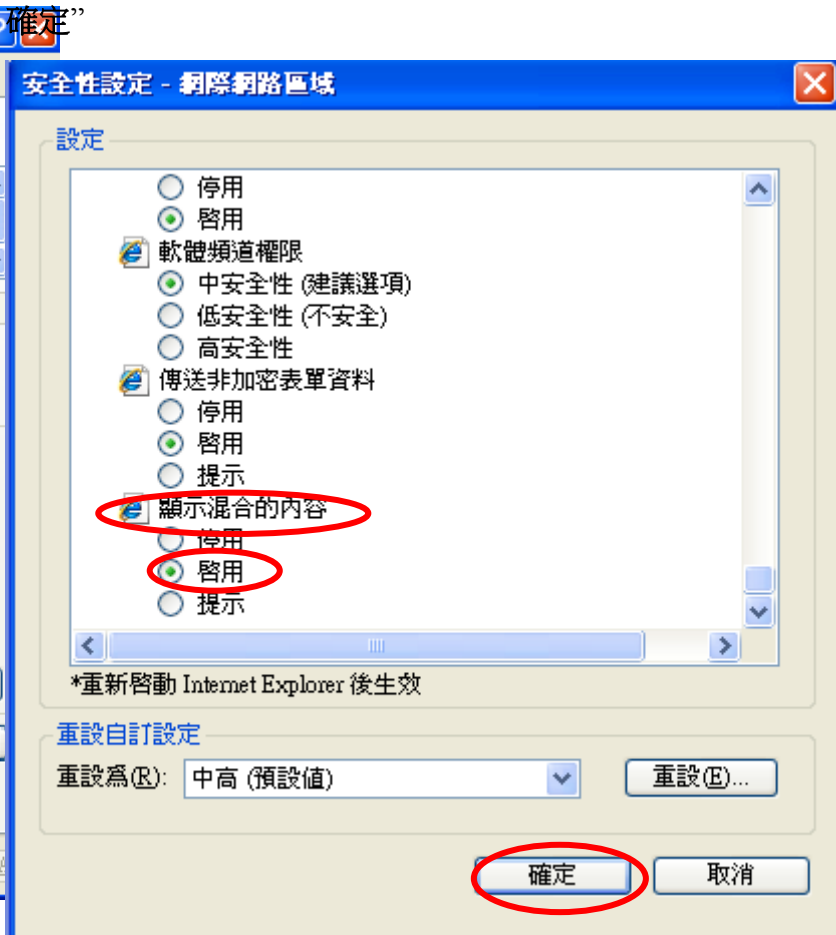 確定”
安全性設定 - 網際網路區域
設定
停用
啓用
軟體頻道權限
中安全性 (建議選項)
低安全性 (不安全)
高安全性
傳送非加密表單資料
停用
啓用
提示
顯示混合的內容
停用
啓用
提示
*重新啓動 Internet Explorer 後生效
重設自訂設定
重設爲(R): 中高 (預設值) 重設(E)...
確定 取消